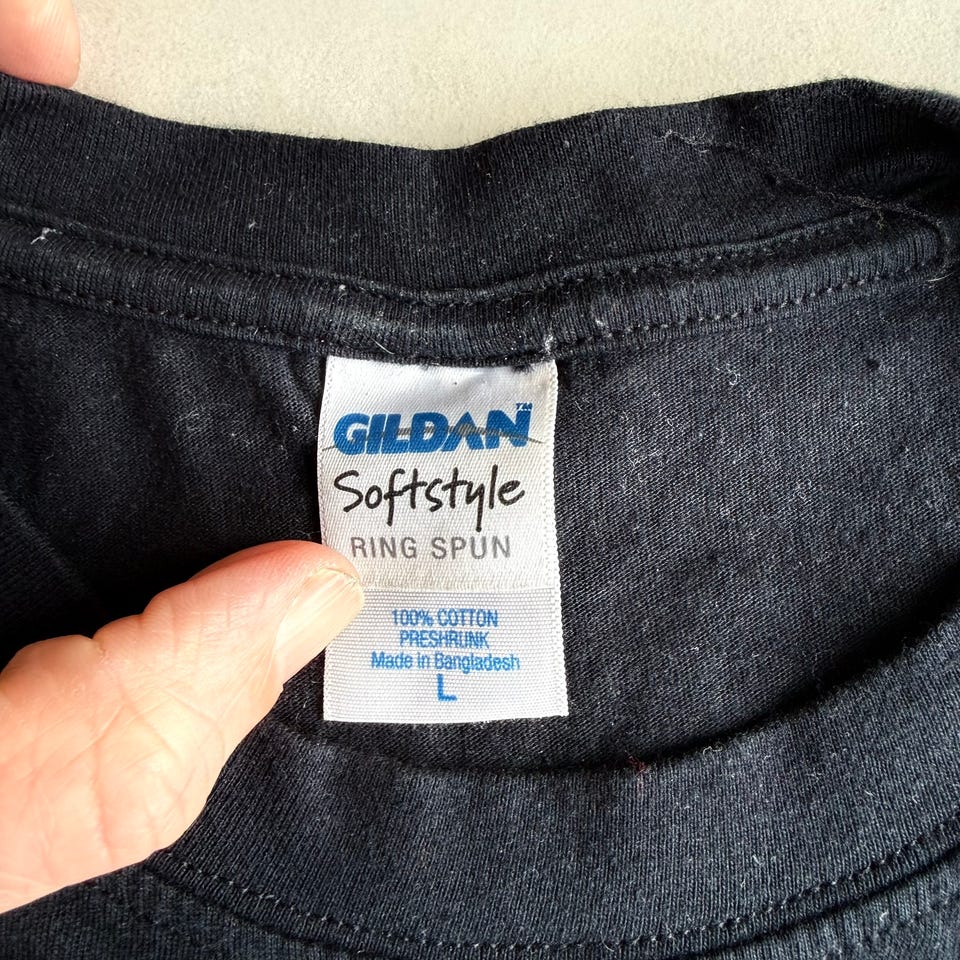 GILDAN™
Softstyle
RING SPUN
100% COTTON
PRESHRUNK
Made in Bangladesh
L